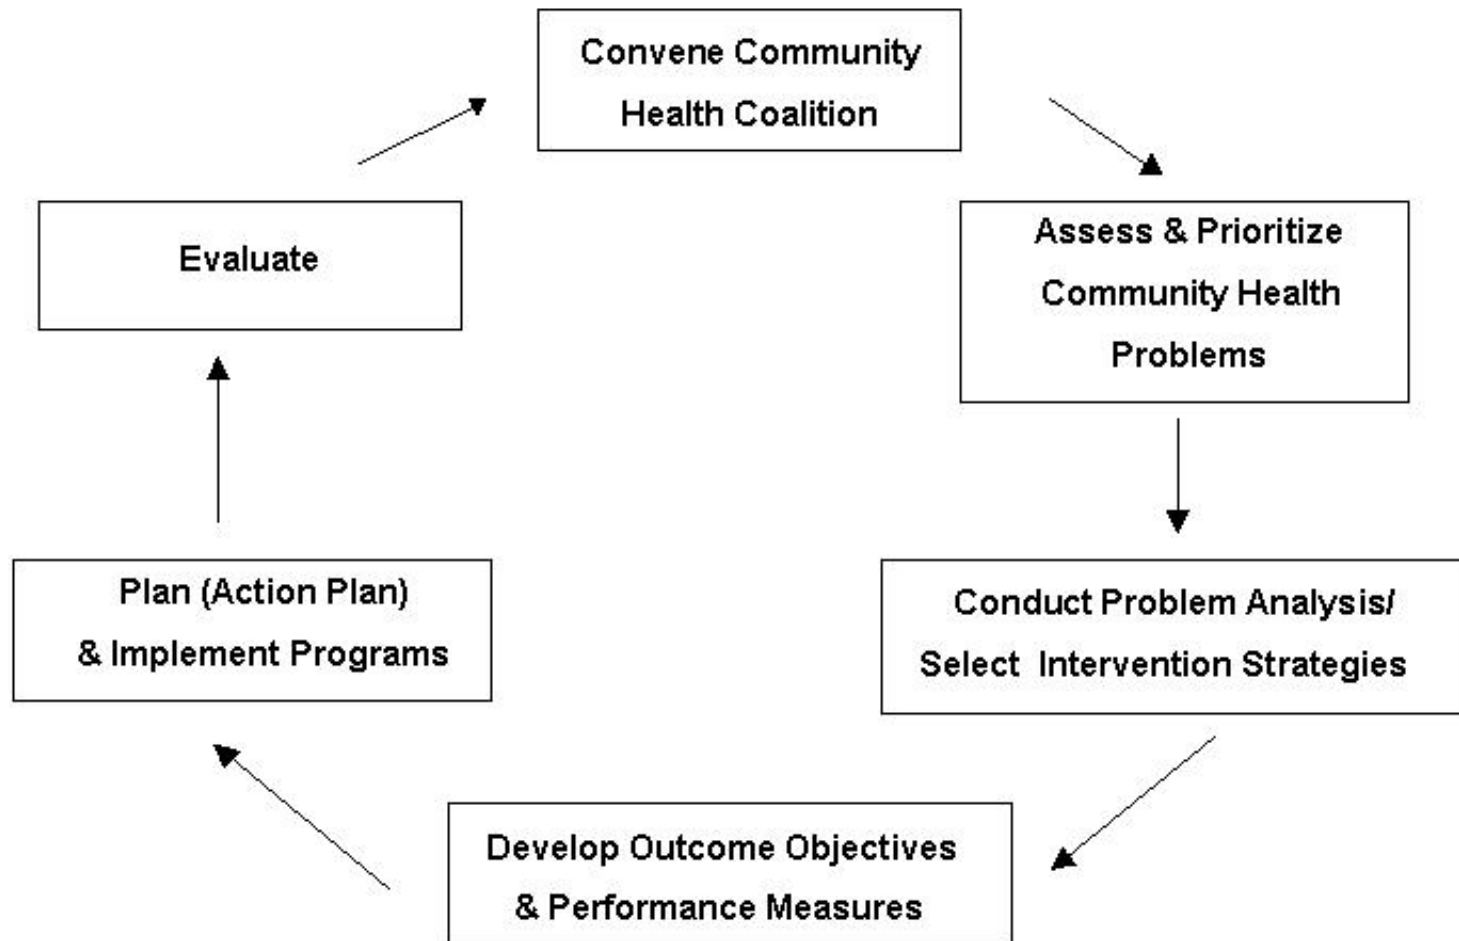 Convene Community
Health Coalition
Assess & Prioritize
Community Health
Problems
Conduct Problem Analysis/
Select Intervention Strategies
Develop Outcome Objectives
& Performance Measures
Plan (Action Plan)
& Implement Programs
Evaluate